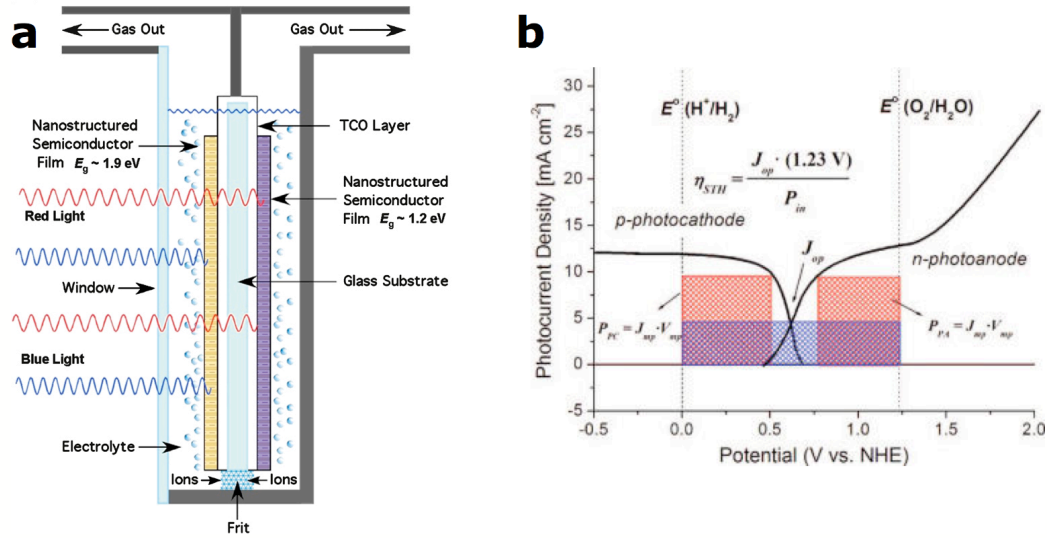 a
Gas Out
Gas Out
Nanostructured
Semiconductor
Film E_g ~ 1.9 eV
TCO Layer
Nanostructured
Semiconductor
Film E_g ~ 1.2 eV
Red Light
Window
Glass Substrate
Blue Light
Electrolyte
Ions
Ions
Frit
b
30
25
20
15
10
5
0
-5
Photocurrent Density [mA cm⁻²]
E° (H⁺/H₂)
E° (O₂/H₂O)
η_STH = J_op · (1.23 V) / P_in
p-photocathode
J_op
n-photoanode
P_PC = J_mp · V_mp
P_PA = J_mp · V_mp
-0.5 0.0 0.5 1.0 1.5 2.0
Potential (V vs. NHE)